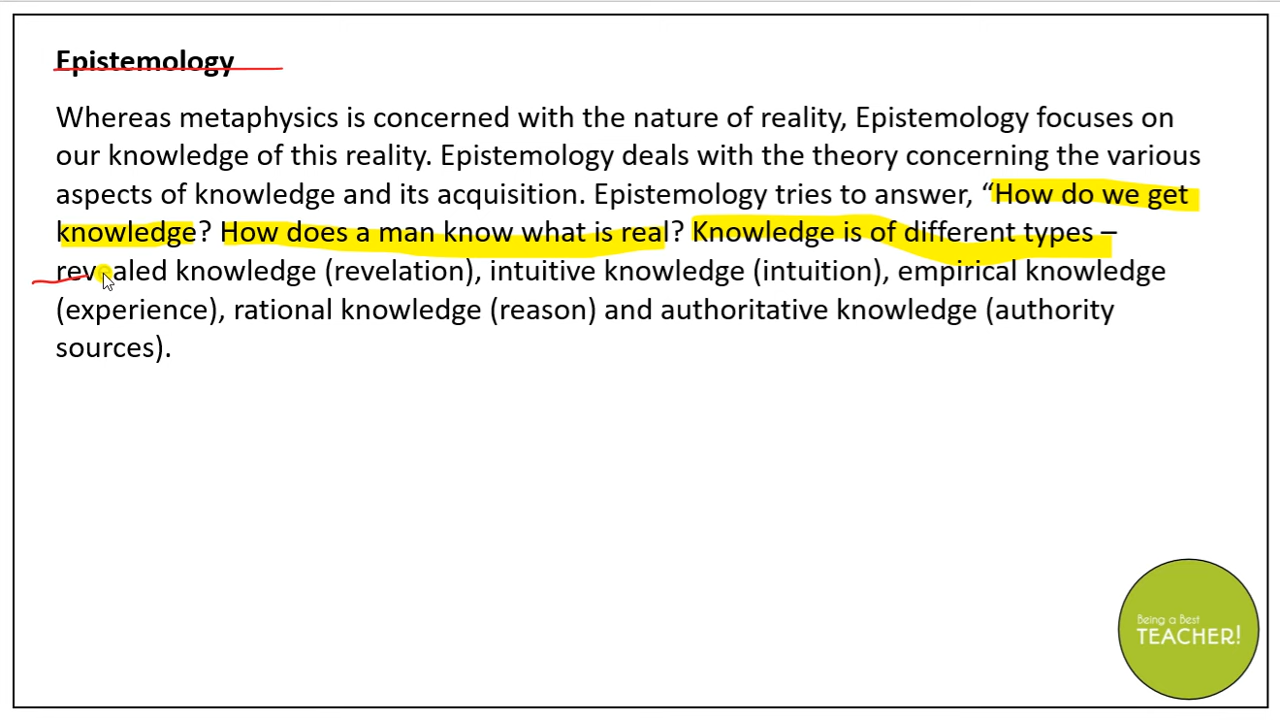 Epistemology
Whereas metaphysics is concerned with the nature of reality, Epistemology focuses on
our knowledge of this reality. Epistemology deals with the theory concerning the various
aspects of knowledge and its acquisition. Epistemology tries to answer, “How do we get
knowledge? How does a man know what is real? Knowledge is of different types –
revealed knowledge (revelation), intuitive knowledge (intuition), empirical knowledge
(experience), rational knowledge (reason) and authoritative knowledge (authority
sources).
Being a Best
TEACHER!